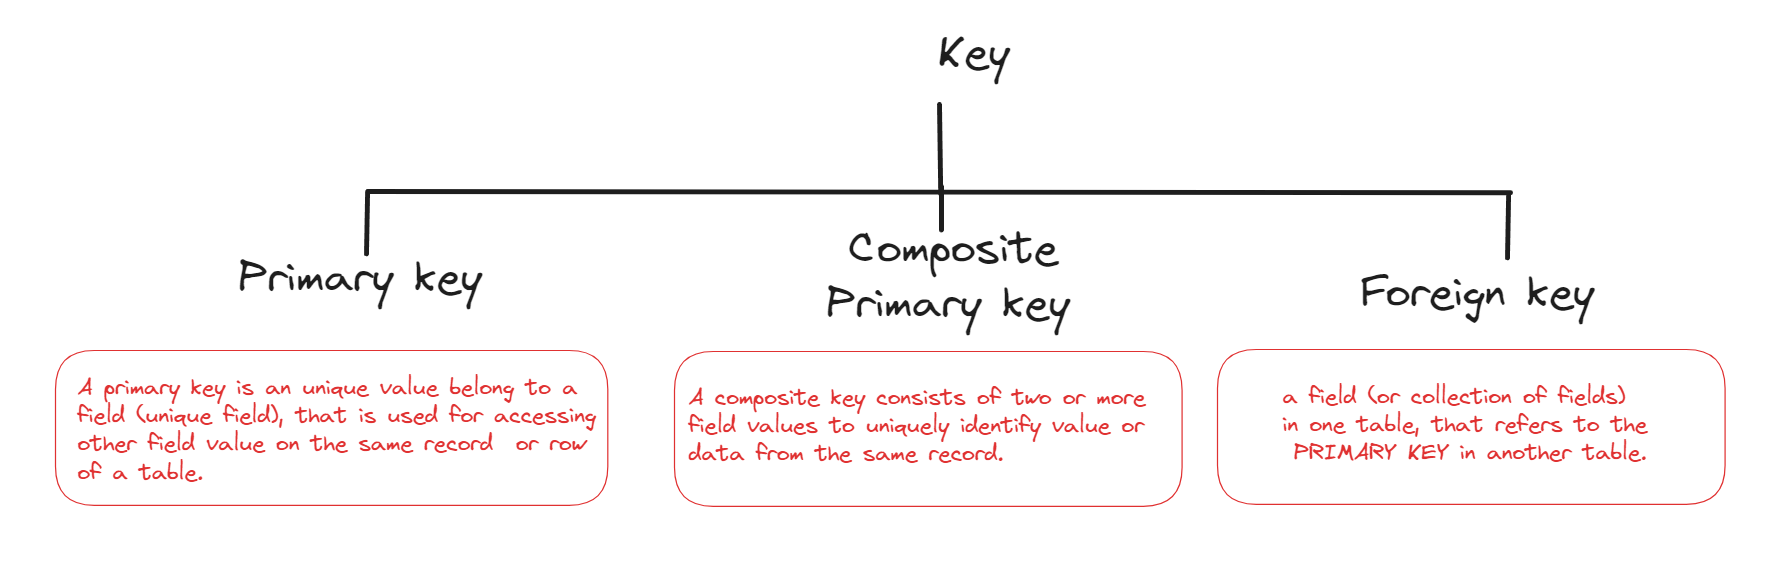 Key
Primary key
Composite
Primary key
Foreign key
A primary key is an unique value belong to a
field (unique field), that is used for accessing
other field value on the same record or row
of a table.
A composite key consists of two or more
field values to uniquely identify value or
data from the same record.
a field (or collection of fields)
in one table, that refers to the
PRIMARY KEY in another table.